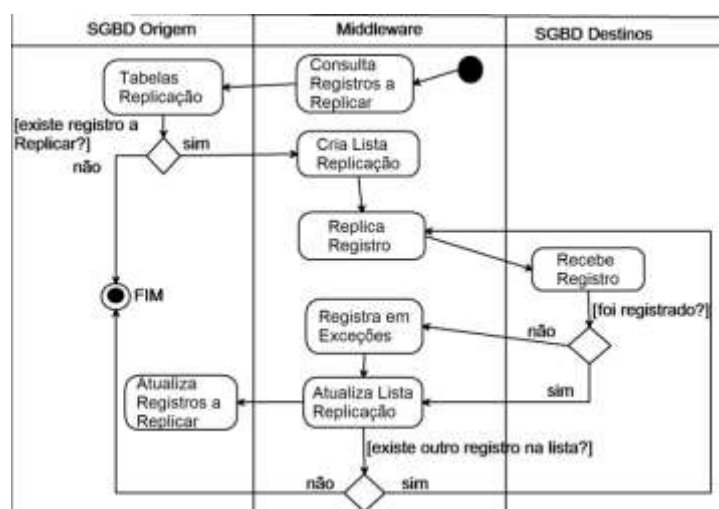 SGBD Origem
Middleware
SGBD Destinos
Tabelas
Replicação
Consulta
Registros a
Replicar
[existe registro a
Replicar?]
sim
não
Cria Lista
Replicação
Replica
Registro
Recebe
Registro
FIM
[foi registrado?]
Registra em
Exceções
não
Atualiza
Registros a
Replicar
Atualiza Lista
Replicação
sim
[existe outro registro na lista?]
não
sim